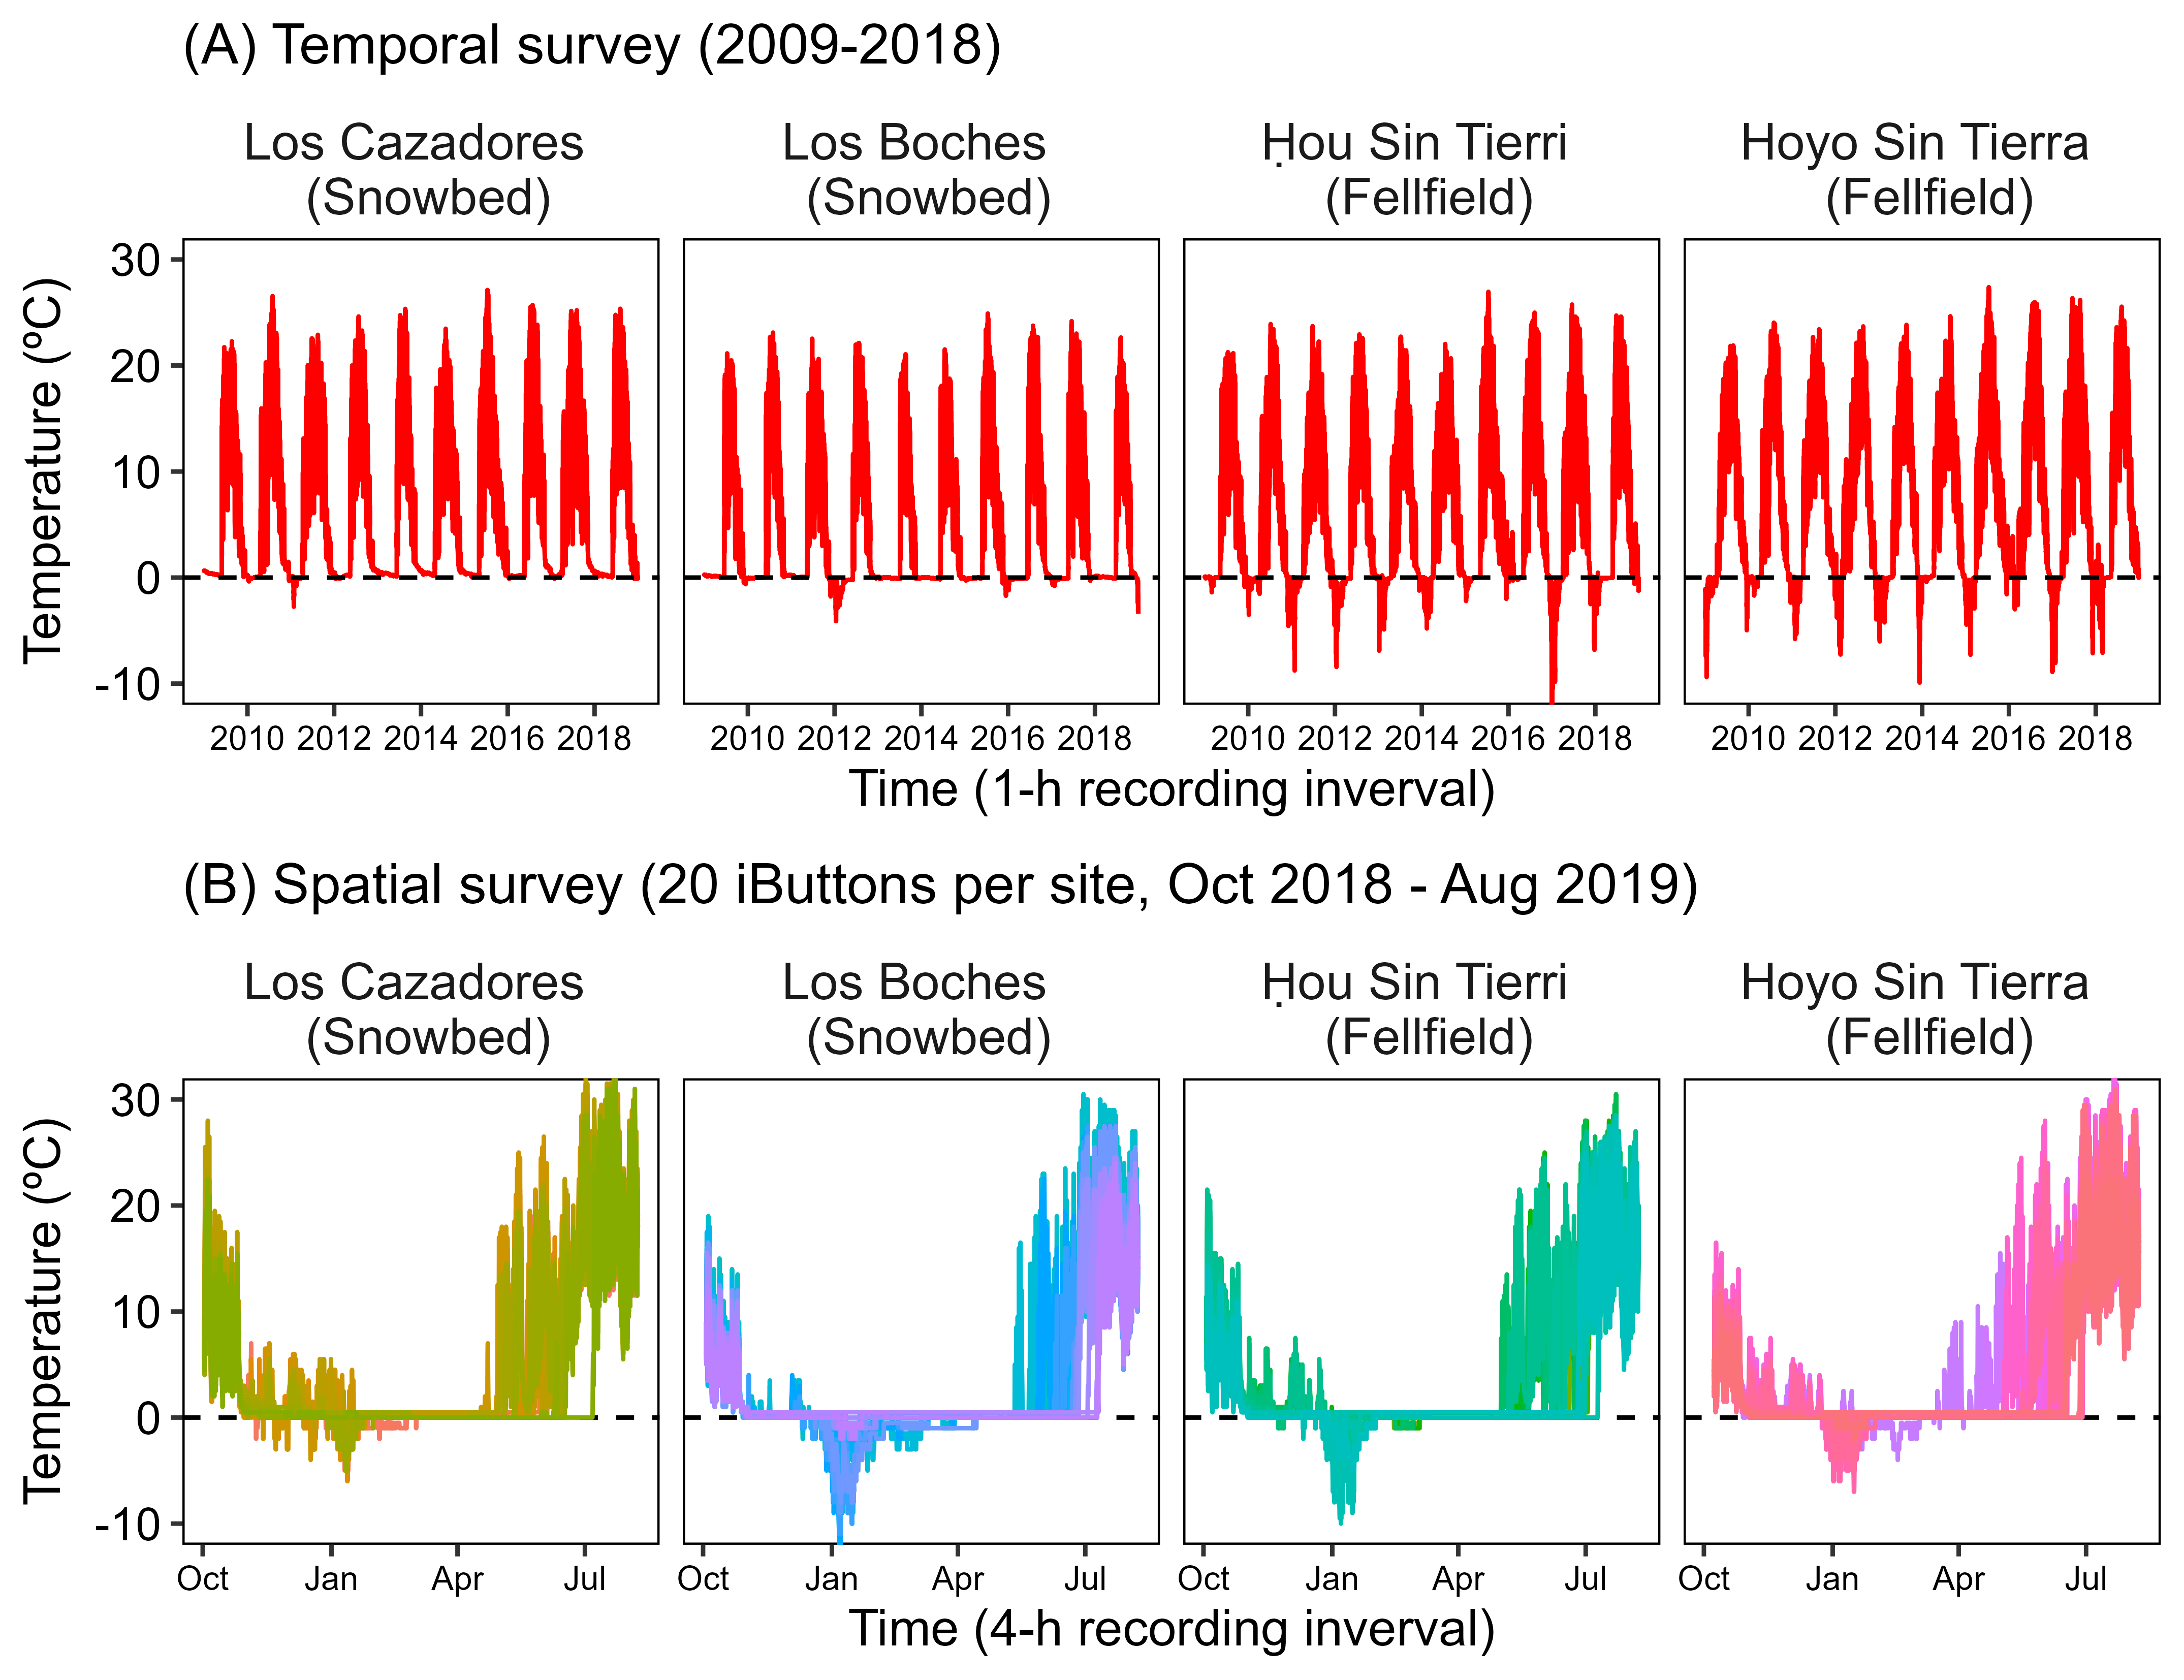 (A) Temporal survey (2009-2018)
Los Cazadores
(Snowbed)
Los Boches
(Snowbed)
Ḥou Sin Tierri
(Fellfield)
Hoyo Sin Tierra
(Fellfield)
Temperature (ºC)
30
20
10
0
-10
2010 2012 2014 2016 2018
2010 2012 2014 2016 2018
2010 2012 2014 2016 2018
2010 2012 2014 2016 2018
Time (1-h recording inverval)
(B) Spatial survey (20 iButtons per site, Oct 2018 - Aug 2019)
Los Cazadores
(Snowbed)
Los Boches
(Snowbed)
Ḥou Sin Tierri
(Fellfield)
Hoyo Sin Tierra
(Fellfield)
Temperature (ºC)
30
20
10
0
-10
Oct Jan Apr Jul
Oct Jan Apr Jul
Oct Jan Apr Jul
Oct Jan Apr Jul
Time (4-h recording inverval)